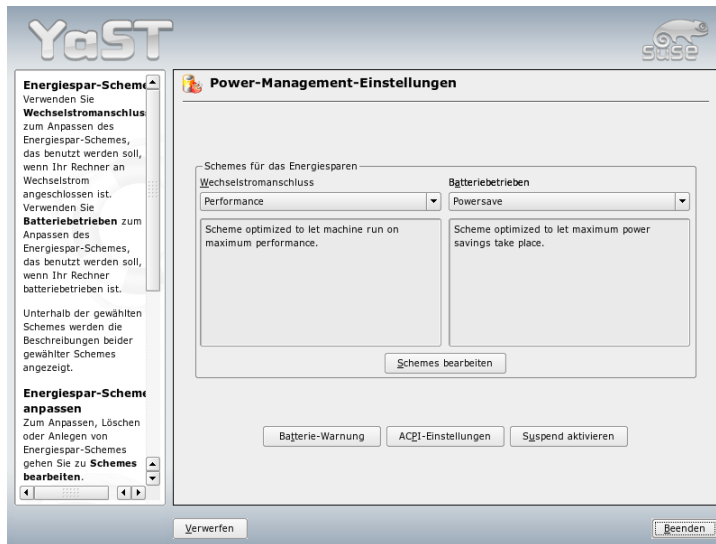 YaST
SUSE
Energiespar-Scheme
Verwenden Sie
Wechselstromanschlus
zum Anpassen des
Energiespar-Schemes,
das benutzt werden soll,
wenn Ihr Rechner an
Wechselstrom
angeschlossen ist.
Verwenden Sie
Batteriebetrieben zum
Anpassen des
Energiespar-Schemes,
das benutzt werden soll,
wenn Ihr Rechner
batteriebetrieben ist.
Unterhalb der gewählten
Schemes werden die
Beschreibungen beider
gewählter Schemes
angezeigt.
Energiespar-Scheme
anpassen
Zum Anpassen, Löschen
oder Anlegen von
Energiespar-Schemes
gehen Sie zu Schemes
bearbeiten.
Power-Management-Einstellungen
Schemes für das Energiesparen
Wechselstromanschluss
Performance
Scheme optimized to let machine run on
maximum performance.
Batteriebetrieben
Powersave
Scheme optimized to let maximum power
savings take place.
Schemes bearbeiten
Batterie-Warnung
ACPI-Einstellungen
Suspend aktivieren
Verwerfen
Beenden